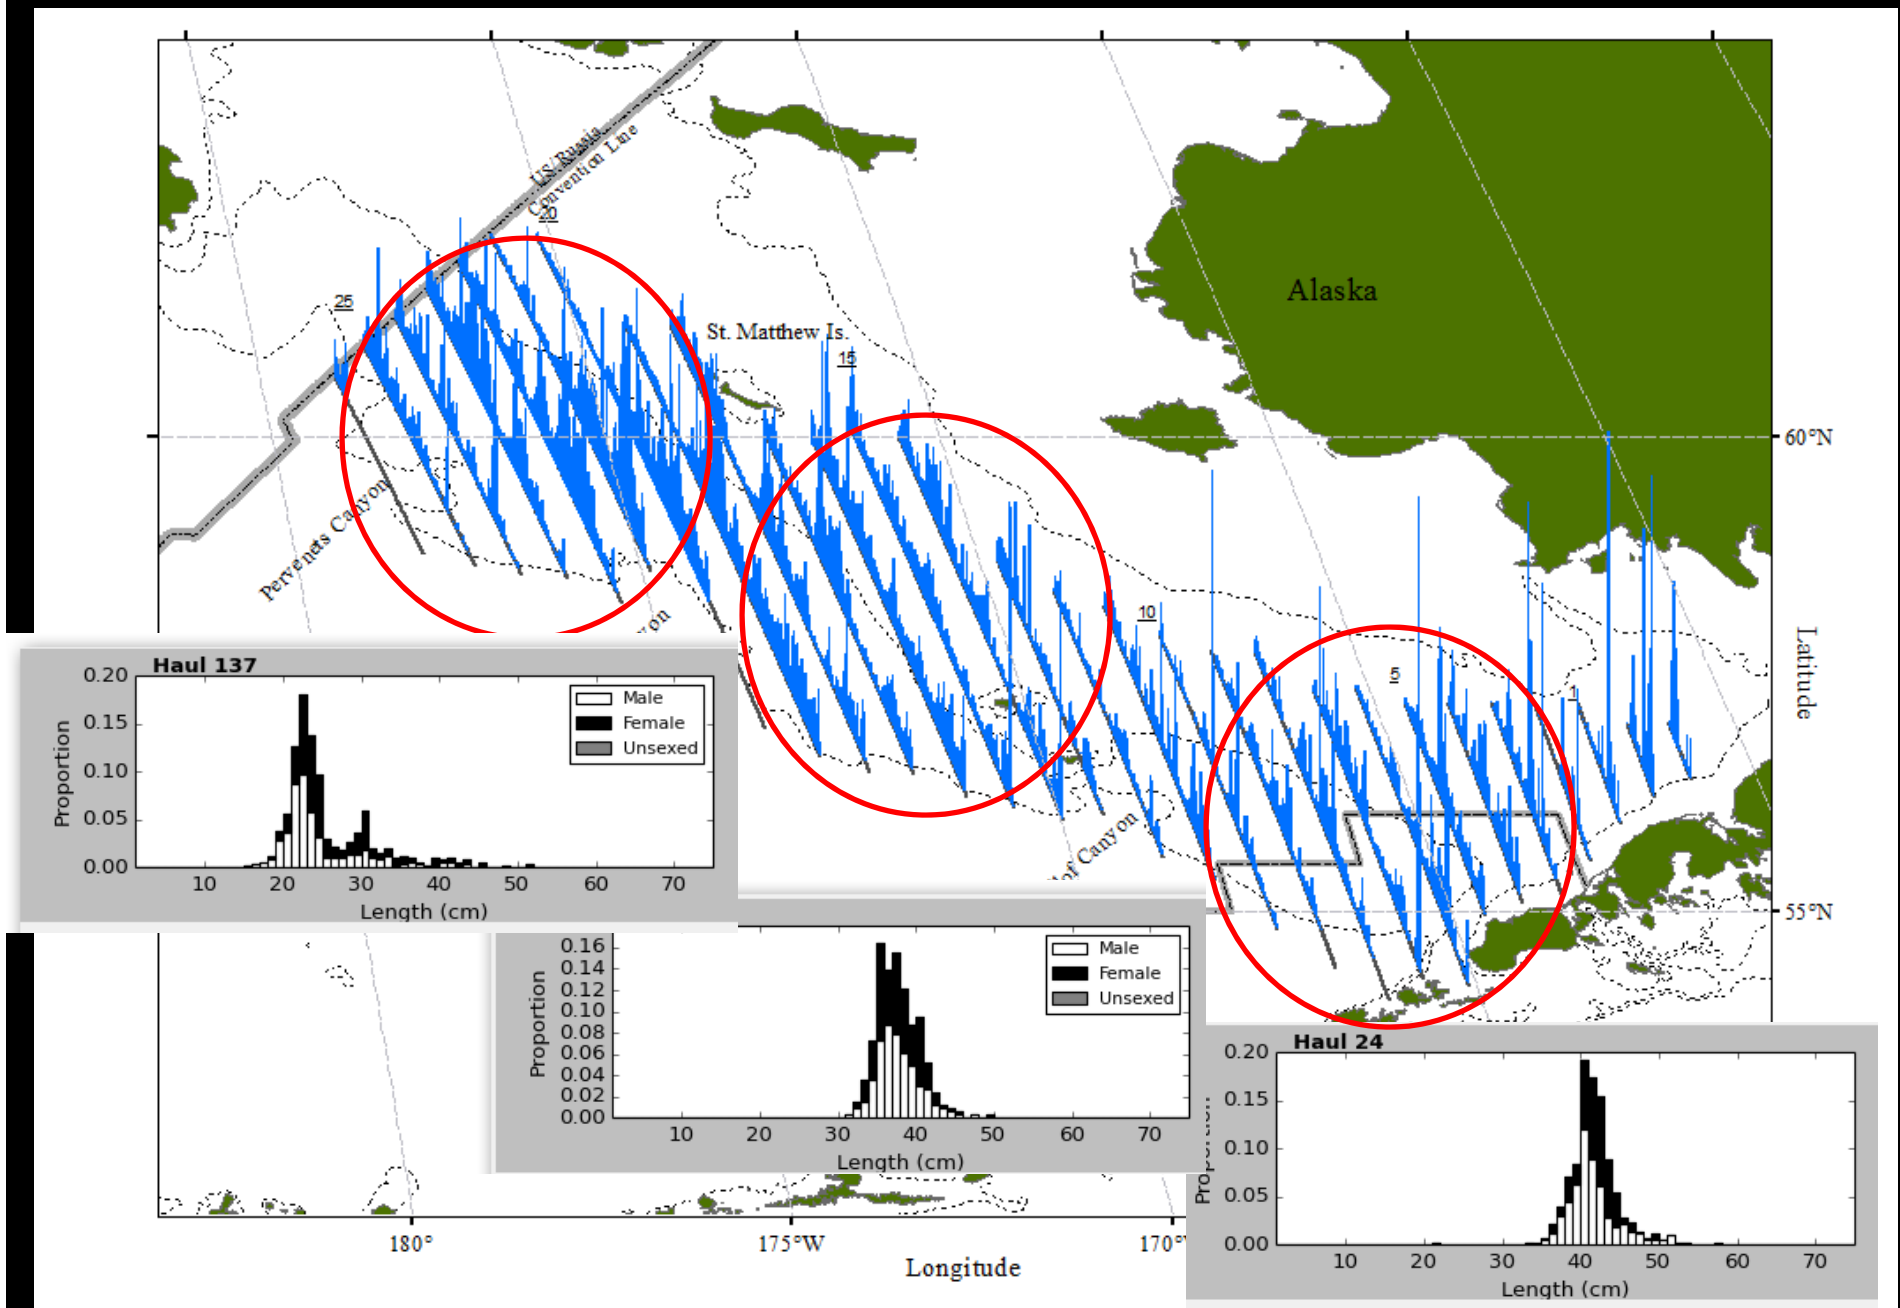 US/Russia
Convention Line
20
25
St. Matthew Is.
15
Alaska
60°N
Pervenets Canyon
10
5
1
Latitude
Canyon
55°N
Haul 137
0.20
0.15
0.10
0.05
0.00
Proportion
Male
Female
Unsexed
10 20 30 40 50 60 70
Length (cm)
0.16
0.14
0.12
0.10
0.08
0.06
0.04
0.02
0.00
Proportion
Male
Female
Unsexed
10 20 30 40 50 60 70
Length (cm)
Haul 24
0.20
0.15
0.10
0.05
0.00
10 20 30 40 50 60 70
Length (cm)
180° 175°W 170°
Longitude